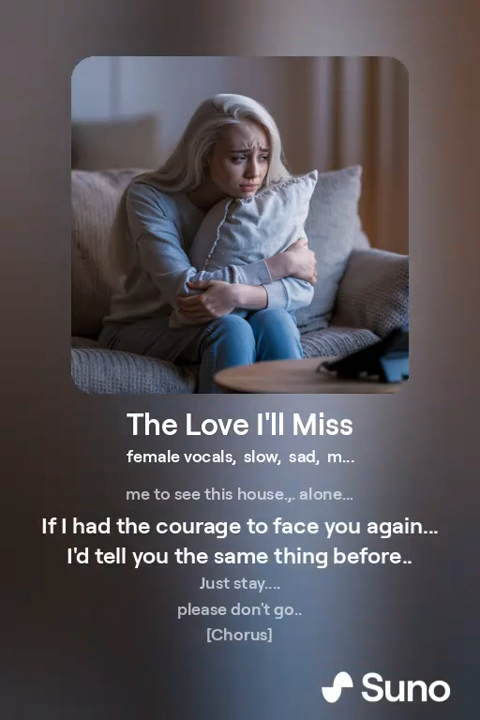 The Love I'll Miss
female vocals, slow, sad, m...
me to see this house.,. alone...
If I had the courage to face you again...
I'd tell you the same thing before..
Just stay....
please don't go..
[Chorus]
Suno